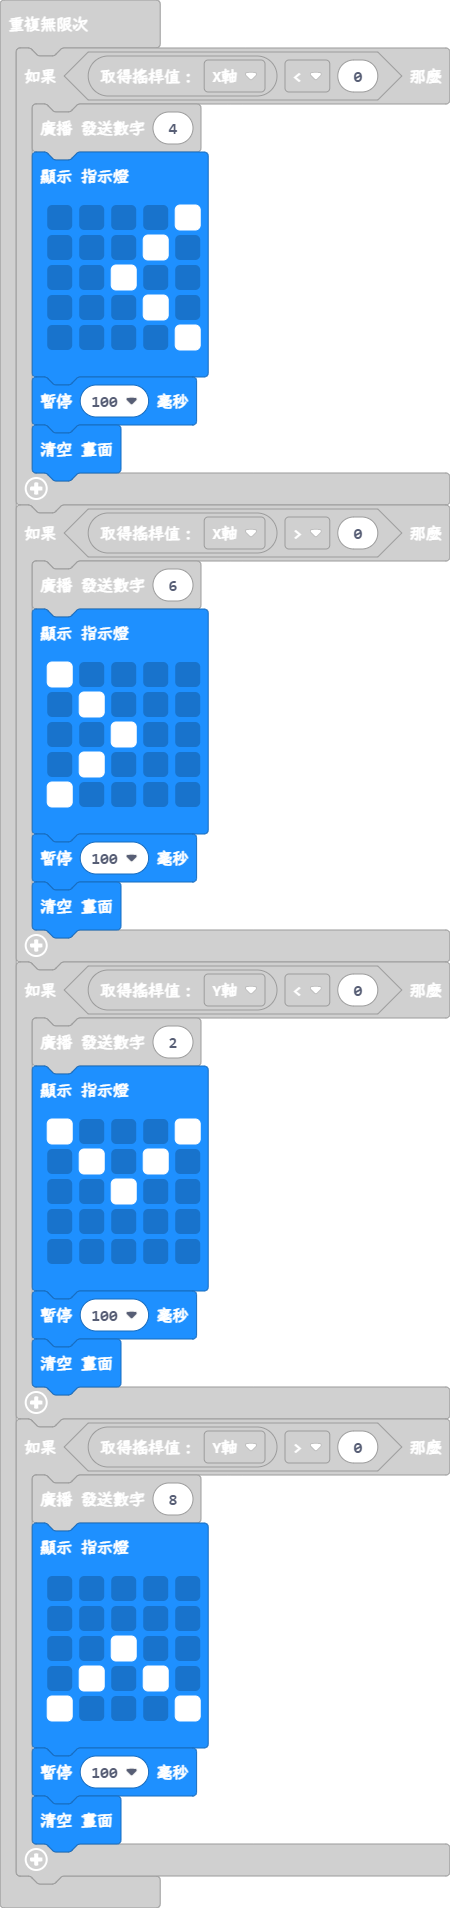 重複無限次
如果 取得搖桿值： X軸 < 0 那麼
廣播 發送數字 4
顯示 指示燈
暫停 100 毫秒
清空 畫面
如果 取得搖桿值： X軸 > 0 那麼
廣播 發送數字 6
顯示 指示燈
暫停 100 毫秒
清空 畫面
如果 取得搖桿值： Y軸 < 0 那麼
廣播 發送數字 2
顯示 指示燈
暫停 100 毫秒
清空 畫面
如果 取得搖桿值： Y軸 > 0 那麼
廣播 發送數字 8
顯示 指示燈
暫停 100 毫秒
清空 畫面